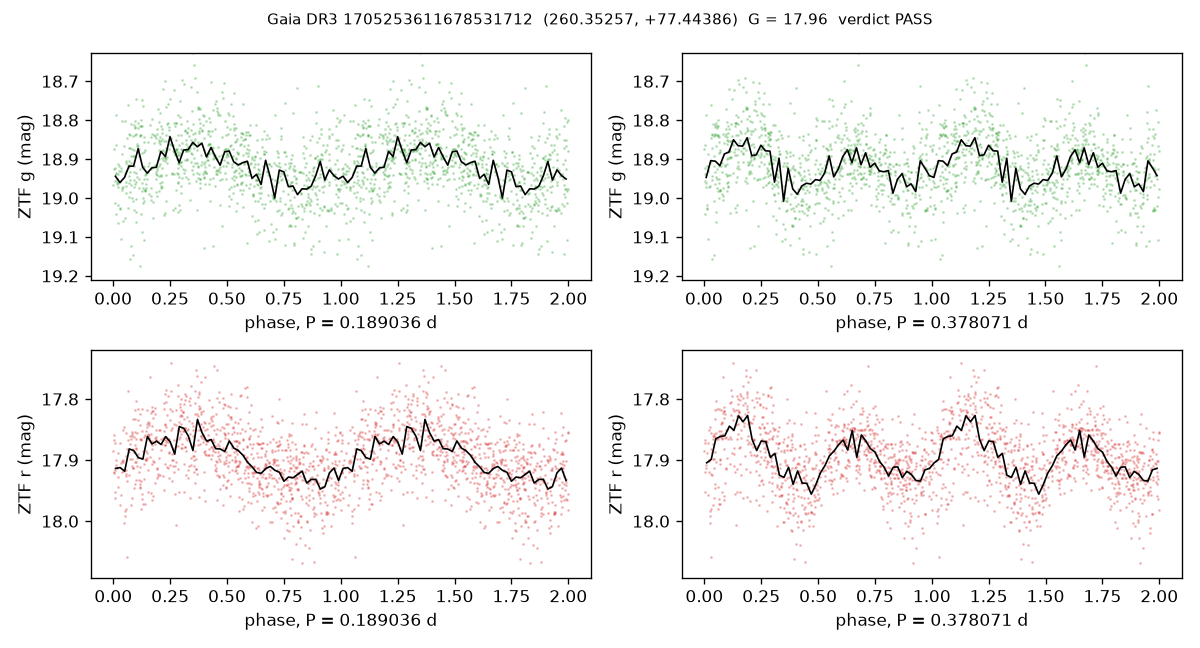 Gaia DR3 1705253611678531712 (260.35257, +77.44386) G = 17.96 verdict PASS
ZTF g (mag)
18.7
18.8
18.9
19.0
19.1
19.2
0.00 0.25 0.50 0.75 1.00 1.25 1.50 1.75 2.00
phase, P = 0.189036 d
ZTF g (mag)
18.7
18.8
18.9
19.0
19.1
19.2
0.00 0.25 0.50 0.75 1.00 1.25 1.50 1.75 2.00
phase, P = 0.378071 d
ZTF r (mag)
17.8
17.9
18.0
0.00 0.25 0.50 0.75 1.00 1.25 1.50 1.75 2.00
phase, P = 0.189036 d
ZTF r (mag)
17.8
17.9
18.0
0.00 0.25 0.50 0.75 1.00 1.25 1.50 1.75 2.00
phase, P = 0.378071 d